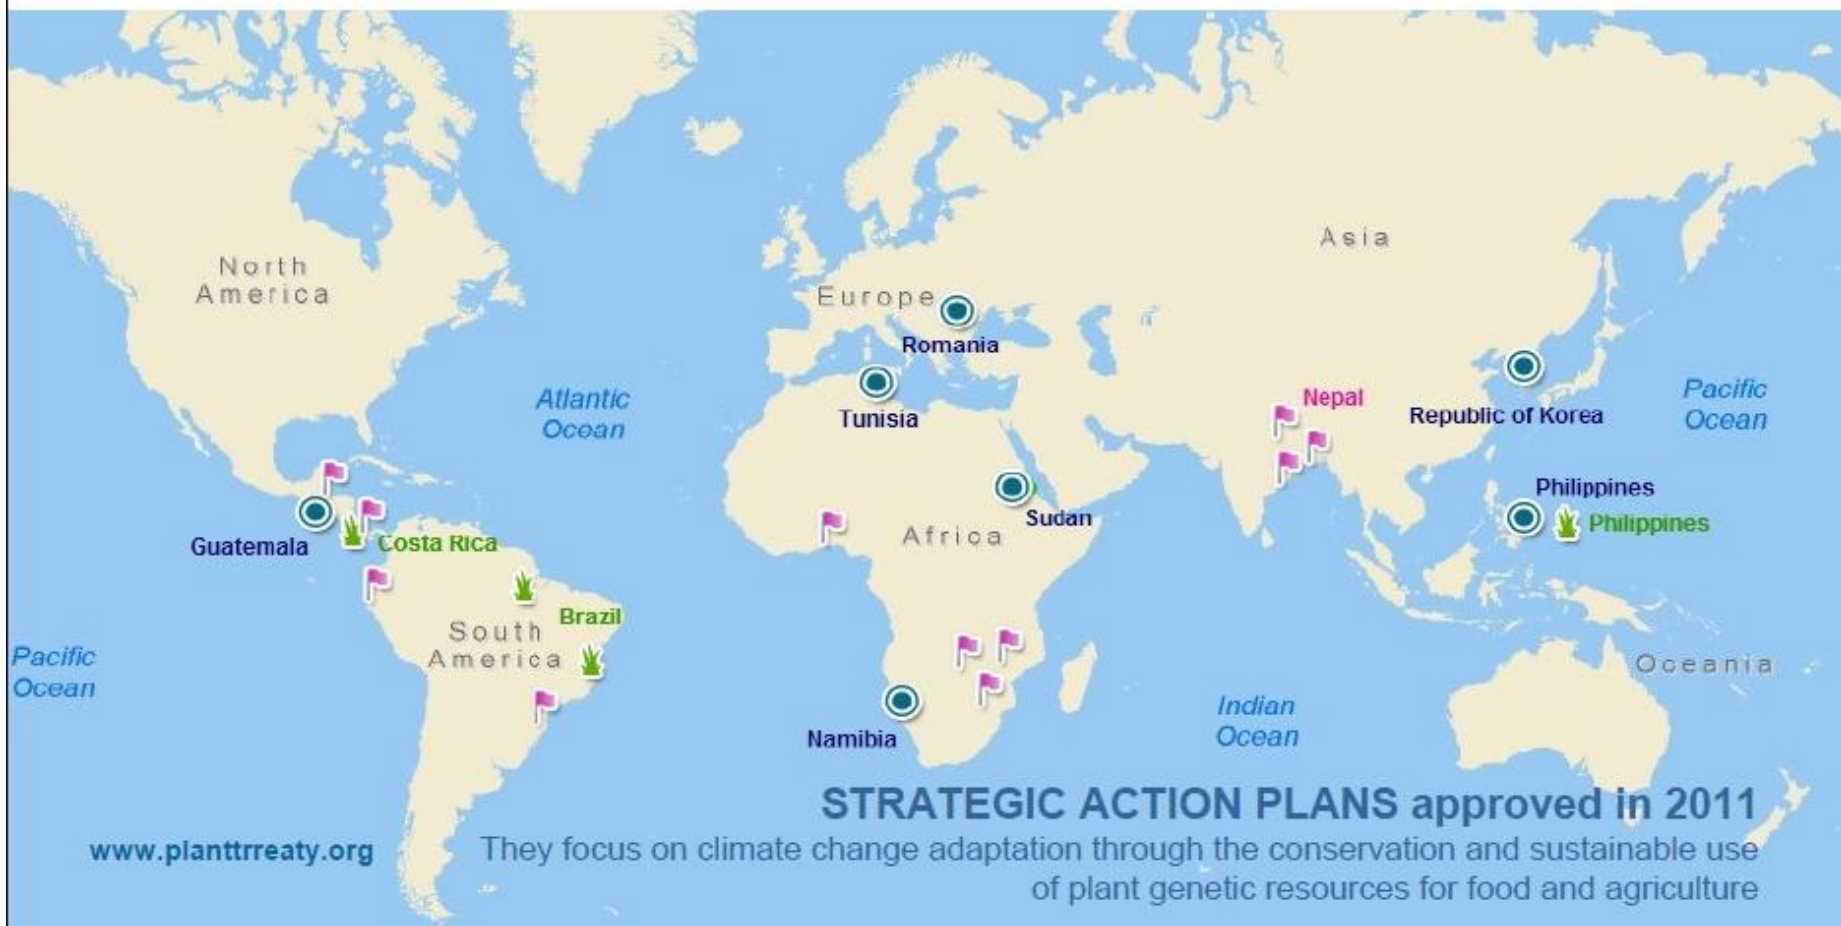 North
America
Asia
Europe
Romania
Atlantic
Ocean
Tunisia
Nepal
Republic of Korea
Pacific
Ocean
Guatemala
Costa Rica
Africa
Sudan
Philippines
Philippines
Brazil
South
America
Pacific
Ocean
Oceania
Namibia
Indian
Ocean
STRATEGIC ACTION PLANS approved in 2011
www.planttrreaty.org
They focus on climate change adaptation through the conservation and sustainable use
of plant genetic resources for food and agriculture